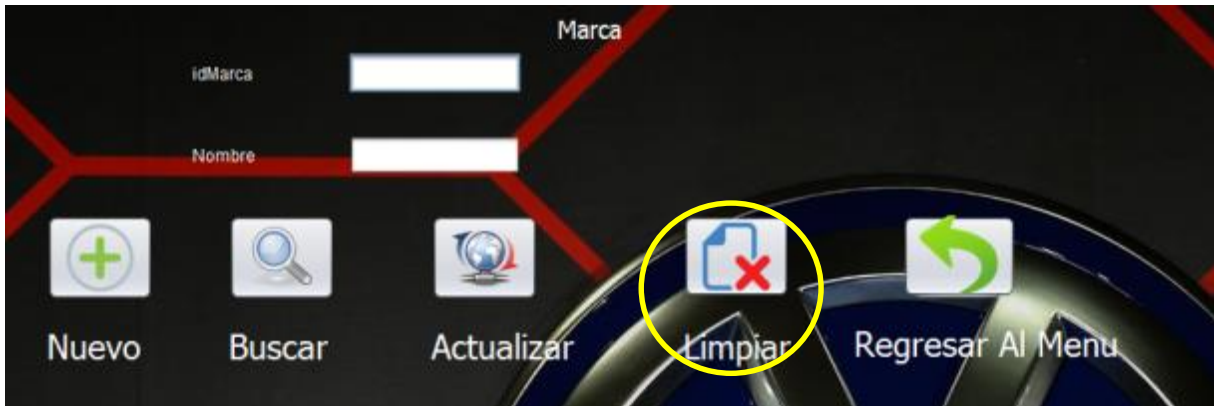 Marca
idMarca
Nombre
Nuevo
Buscar
Actualizar
Limpiar
Regresar Al Menu